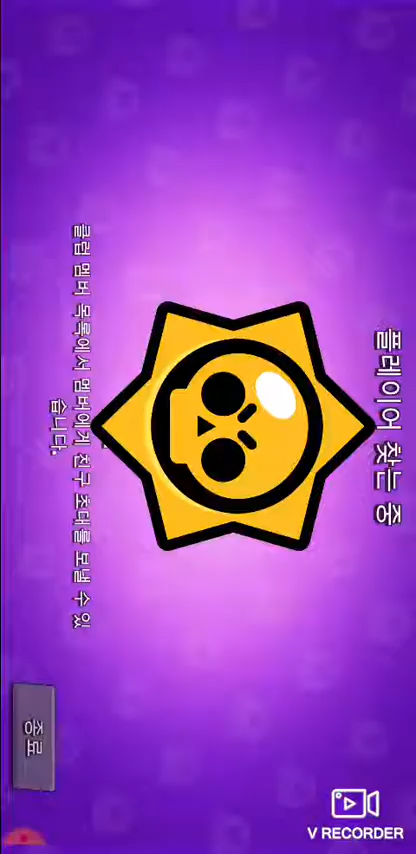 플레이어 찾는 중
클럽 멤버 목록에서 멤버에게 친구 초대를 보낼 수 있
습니다.
종료
V RECORDER